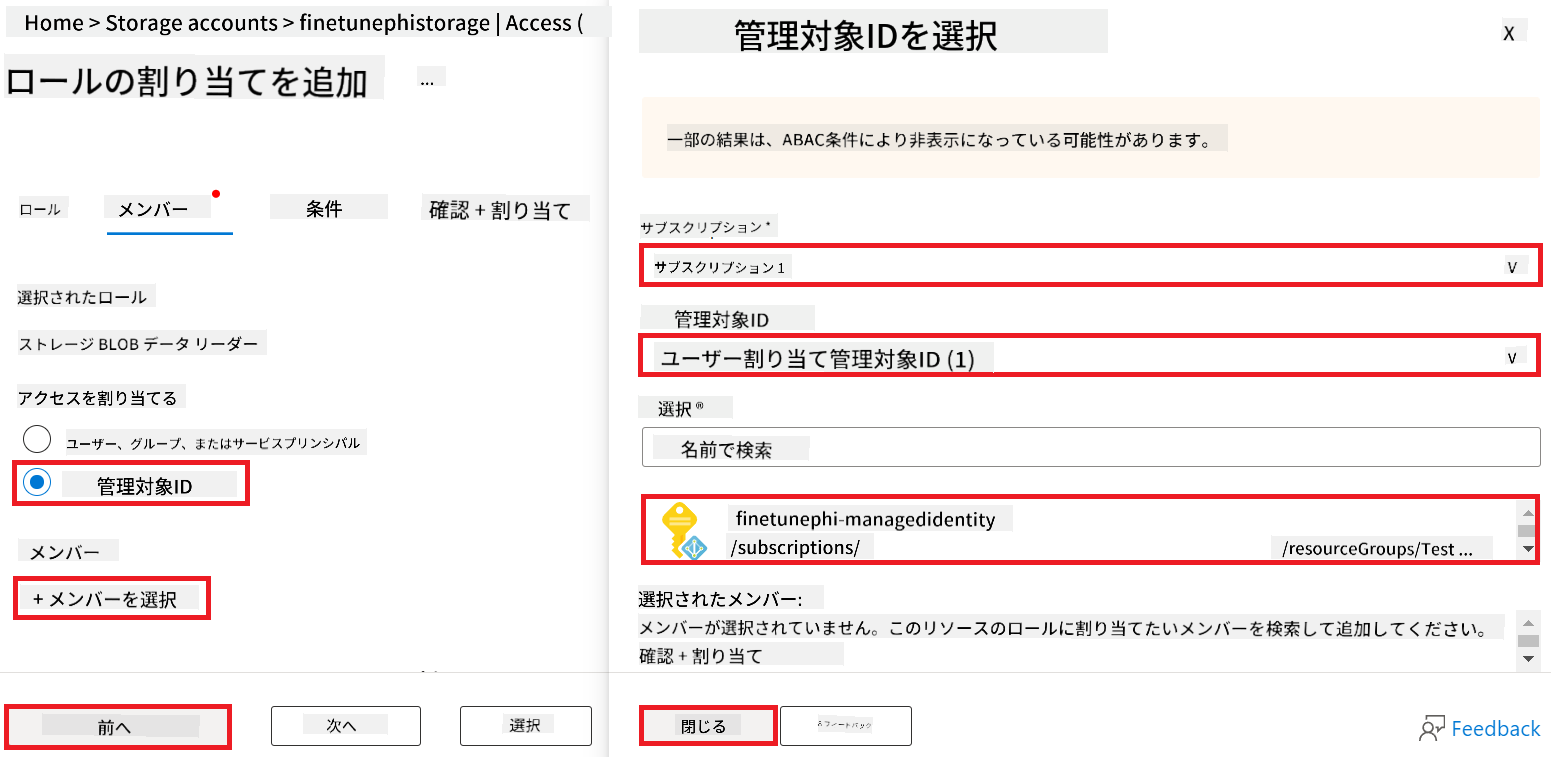 Home > Storage accounts > finetunephistorage | Access (
ロールの割り当てを追加 ...
ロール メンバー 条件 確認 + 割り当て
選択されたロール
ストレージ BLOB データ リーダー
アクセスを割り当てる
ユーザー、グループ、またはサービスプリンシパル
管理対象ID
メンバー
+ メンバーを選択
前へ 次へ 選択
管理対象IDを選択 X
一部の結果は、ABAC条件により非表示になっている可能性があります。
サブスクリプション *
サブスクリプション 1 V
管理対象ID
ユーザー割り当て管理対象ID (1) V
選択 ®
名前で検索
finetunephi-managedidentity
/subscriptions/ /resourceGroups/Test ...
選択されたメンバー:
メンバーが選択されていません。このリソースのロールに割り当てたいメンバーを検索して追加してください。
確認 + 割り当て
閉じる フィードバック
Feedback